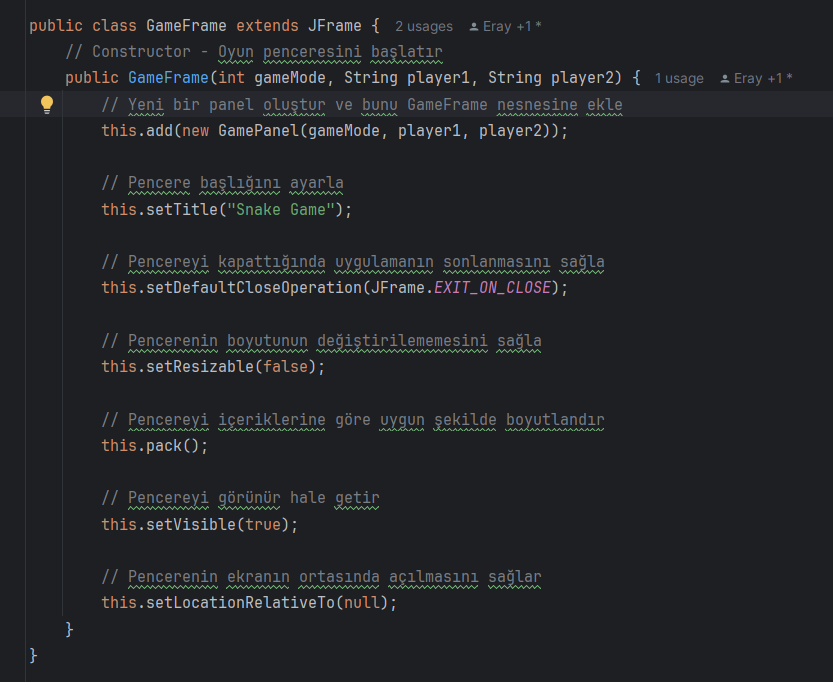 public class GameFrame extends JFrame { 2 usages Eray +1 *
// Constructor - Oyun penceresini başlatır
public GameFrame(int gameMode, String player1, String player2) { 1 usage Eray +1 *
// Yeni bir panel oluştur ve bunu GameFrame nesnesine ekle
this.add(new GamePanel(gameMode, player1, player2));
// Pencere başlığını ayarla
this.setTitle("Snake Game");
// Pencereyi kapattığında uygulamanın sonlanmasını sağla
this.setDefaultCloseOperation(JFrame.EXIT_ON_CLOSE);
// Pencerenin boyutunun değiştirilememesini sağla
this.setResizable(false);
// Pencereyi içeriklerine göre uygun şekilde boyutlandır
this.pack();
// Pencereyi görünür hale getir
this.setVisible(true);
// Pencerenin ekranın ortasında açılmasını sağlar
this.setLocationRelativeTo(null);
}
}